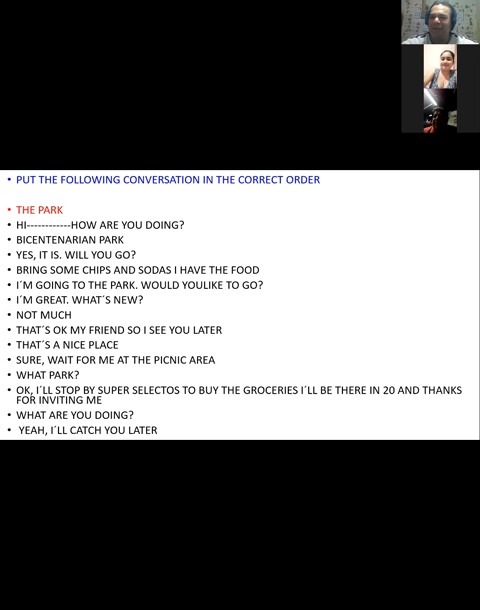 • PUT THE FOLLOWING CONVERSATION IN THE CORRECT ORDER
• THE PARK
• HI------------HOW ARE YOU DOING?
• BICENTENARIAN PARK
• YES, IT IS. WILL YOU GO?
• BRING SOME CHIPS AND SODAS I HAVE THE FOOD
• I´M GOING TO THE PARK. WOULD YOULIKE TO GO?
• I´M GREAT. WHAT´S NEW?
• NOT MUCH
• THAT´S OK MY FRIEND SO I SEE YOU LATER
• THAT´S A NICE PLACE
• SURE, WAIT FOR ME AT THE PICNIC AREA
• WHAT PARK?
• OK, I´LL STOP BY SUPER SELECTOS TO BUY THE GROCERIES I´LL BE THERE IN 20 AND THANKS
FOR INVITING ME
• WHAT ARE YOU DOING?
• YEAH, I´LL CATCH YOU LATER